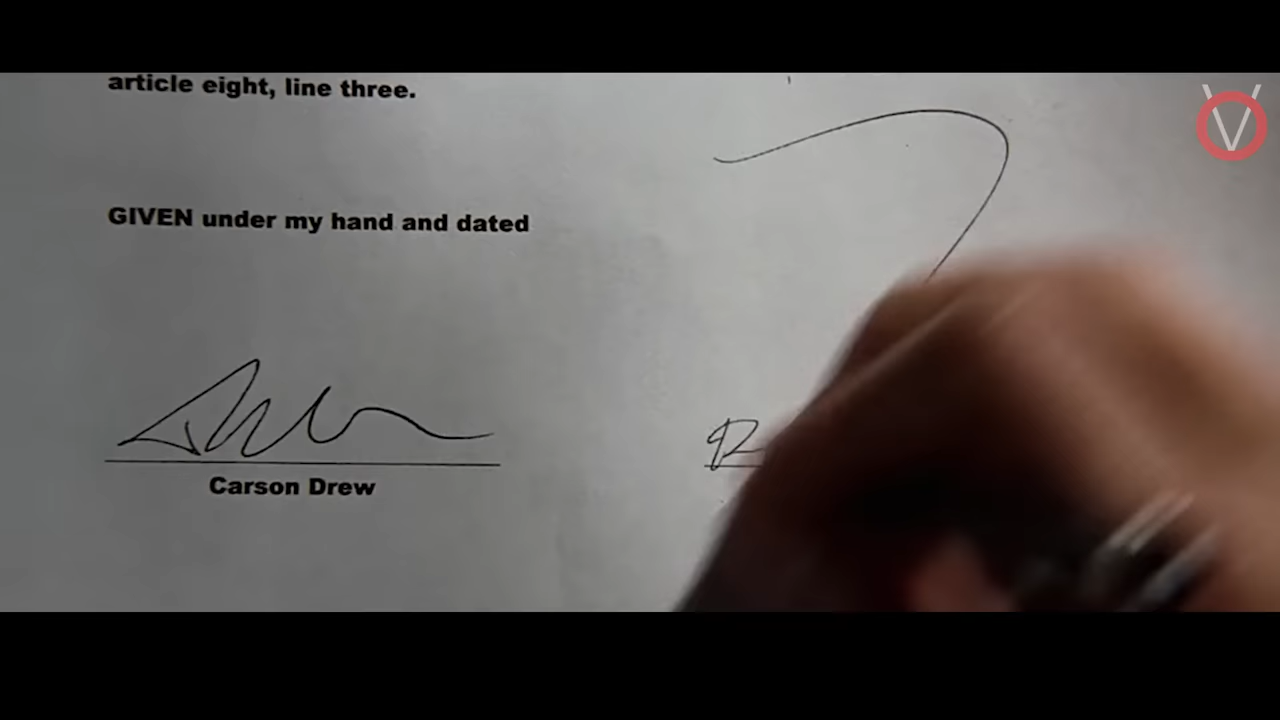 article eight, line three.
GIVEN under my hand and dated
Carson Drew